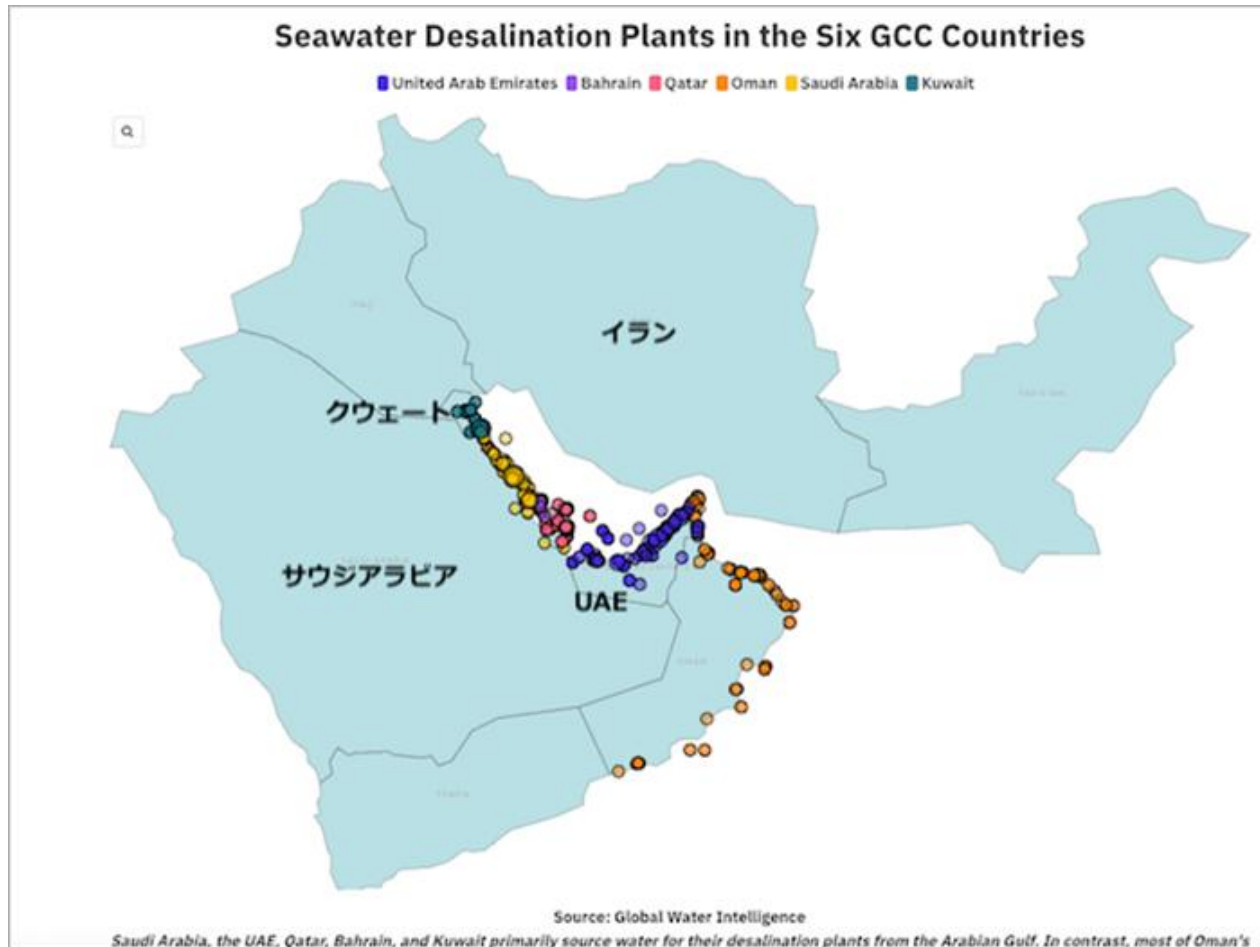 Seawater Desalination Plants in the Six GCC Countries
United Arab Emirates Bahrain Qatar Oman Saudi Arabia Kuwait
イラン
クウェート
サウジアラビア
UAE
Source: Global Water Intelligence
Saudi Arabia, the UAE, Qatar, Bahrain, and Kuwait primarily source water for their desalination plants from the Arabian Gulf. In contrast, most of Oman's